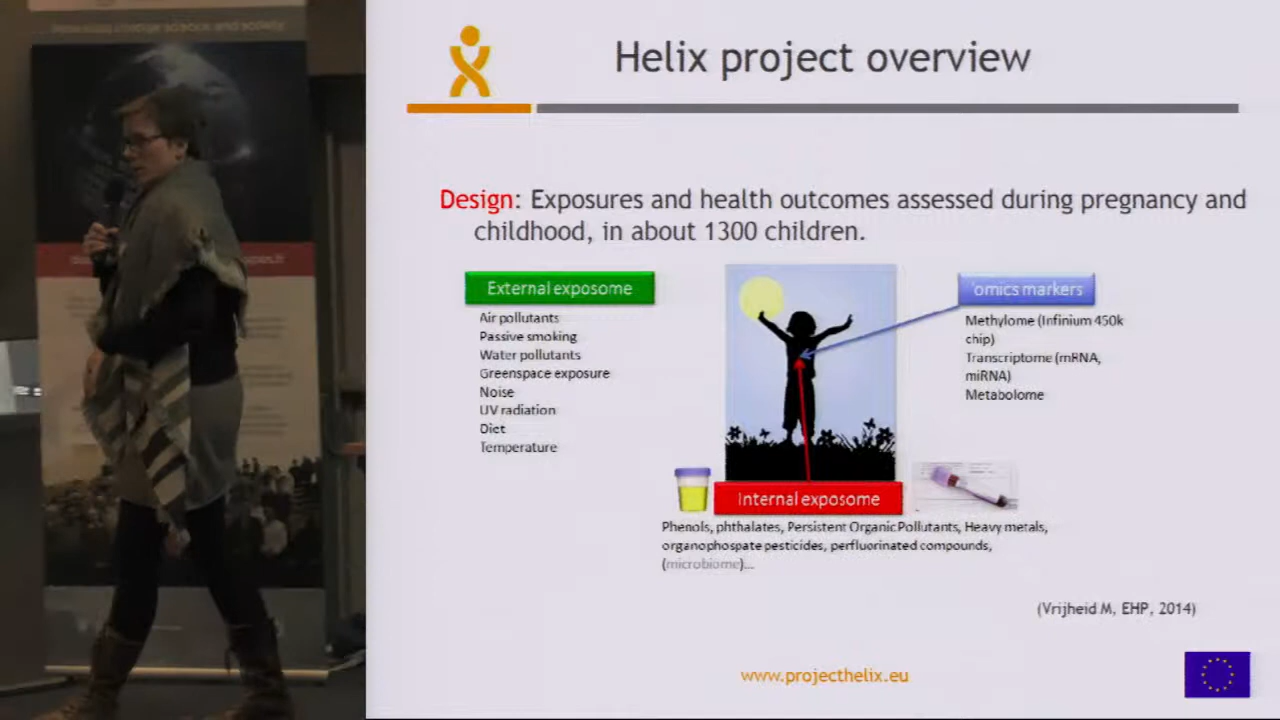 Helix project overview
Design: Exposures and health outcomes assessed during pregnancy and
childhood, in about 1300 children.
External exposome
Air pollutants
Passive smoking
Water pollutants
Greenspace exposure
Noise
UV radiation
Diet
Temperature
'omics markers
Methylome (Infinium 450k
chip)
Transcriptome (mRNA,
miRNA)
Metabolome
Internal exposome
Phenols, phthalates, Persistent Organic Pollutants, Heavy metals,
organophospate pesticides, perfluorinated compounds,
(microbiome)...
(Vrijheid M, EHP, 2014)
www.projecthelix.eu